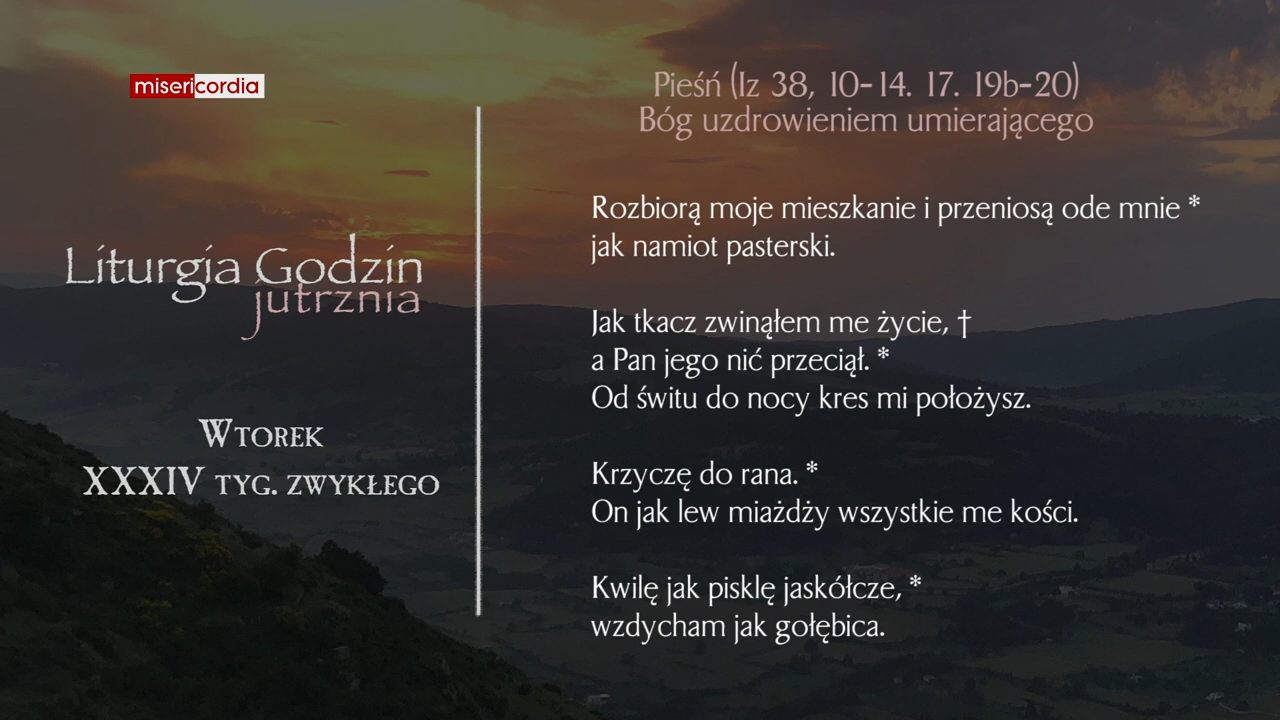 misericordia
Liturgia Godzin
jutrznia
Wtorek
XXXIV tyg. zwykłego
Pieśń (Iz 38, 10-14. 17. 19b-20)
Bóg uzdrowieniem umierającego
Rozbiorą moje mieszkanie i przeniosą ode mnie *
jak namiot pasterski.
Jak tkacz zwinąłem me życie, †
a Pan jego nić przeciął. *
Od świtu do nocy kres mi położysz.
Krzyczę do rana. *
On jak lew miażdży wszystkie me kości.
Kwilę jak pisklę jaskółcze, *
wzdycham jak gołębica.